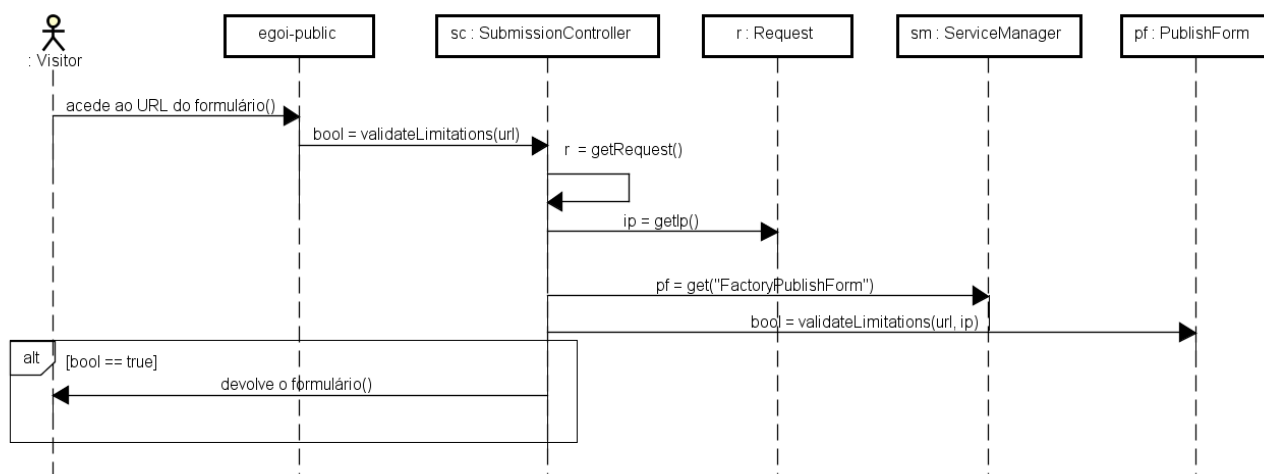 egoi-public
sc : SubmissionController
r : Request
sm : ServiceManager
pf : PublishForm
: Visitor
acede ao URL do formulário()
bool = validateLimitations(url)
r = getRequest()
ip = getIp()
pf = get("FactoryPublishForm")
bool = validateLimitations(url, ip)
alt
[bool == true]
devolve o formulário()